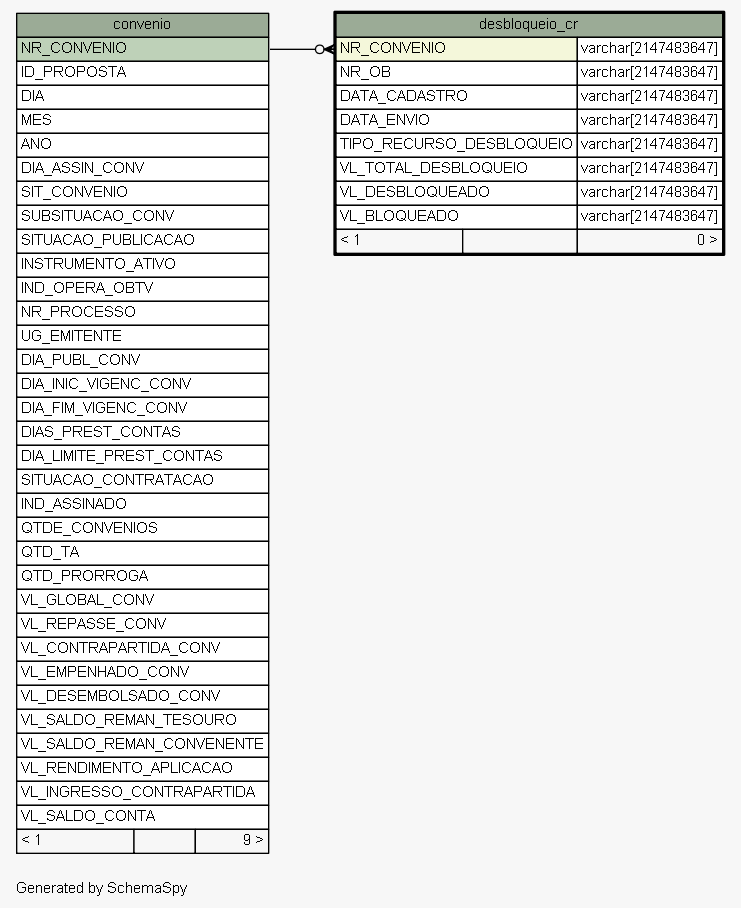 convenio
NR_CONVENIO
ID_PROPOSTA
DIA
MES
ANO
DIA_ASSIN_CONV
SIT_CONVENIO
SUBSITUACAO_CONV
SITUACAO_PUBLICACAO
INSTRUMENTO_ATIVO
IND_OPERA_OBTV
NR_PROCESSO
UG_EMITENTE
DIA_PUBL_CONV
DIA_INIC_VIGENC_CONV
DIA_FIM_VIGENC_CONV
DIAS_PREST_CONTAS
DIA_LIMITE_PREST_CONTAS
SITUACAO_CONTRATACAO
IND_ASSINADO
QTDE_CONVENIOS
QTD_TA
QTD_PRORROGA
VL_GLOBAL_CONV
VL_REPASSE_CONV
VL_CONTRAPARTIDA_CONV
VL_EMPENHADO_CONV
VL_DESEMBOLSADO_CONV
VL_SALDO_REMAN_TESOURO
VL_SALDO_REMAN_CONVENENTE
VL_RENDIMENTO_APLICACAO
VL_INGRESSO_CONTRAPARTIDA
VL_SALDO_CONTA
< 1 9 >
desbloqueio_cr
NR_CONVENIO varchar[2147483647]
NR_OB varchar[2147483647]
DATA_CADASTRO varchar[2147483647]
DATA_ENVIO varchar[2147483647]
TIPO_RECURSO_DESBLOQUEIO varchar[2147483647]
VL_TOTAL_DESBLOQUEIO varchar[2147483647]
VL_DESBLOQUEADO varchar[2147483647]
VL_BLOQUEADO varchar[2147483647]
< 1 0 >
Generated by SchemaSpy